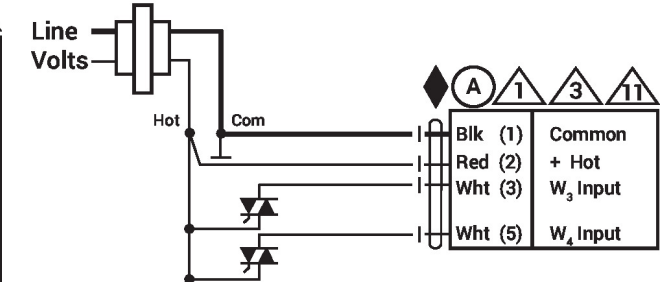 Line
Volts
A 1 3 11
Hot Com
Blk (1) Common
Red (2) + Hot
Wht (3) W₃ Input
Wht (5) W₄ Input